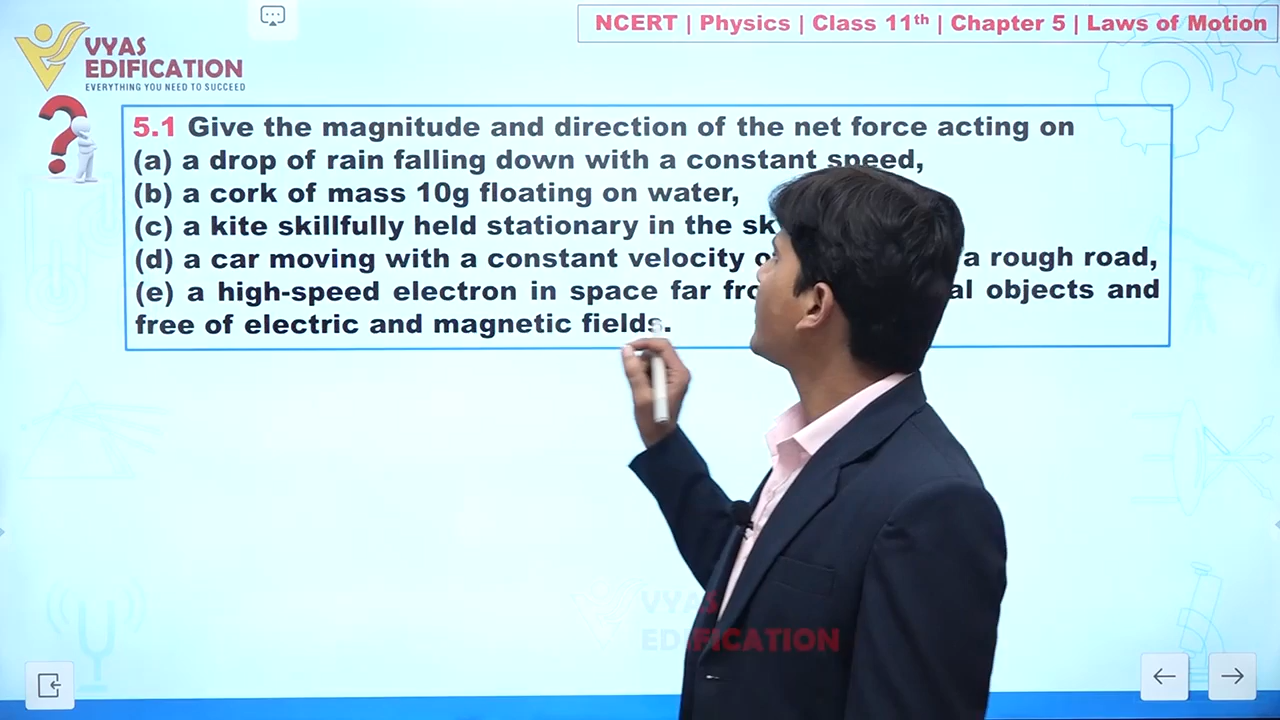 NCERT | Physics | Class 11th | Chapter 5 | Laws of Motion
VYAS
EDIFICATION
EVERYTHING YOU NEED TO SUCCEED
5.1 Give the magnitude and direction of the net force acting on
(a) a drop of rain falling down with a constant speed,
(b) a cork of mass 10g floating on water,
(c) a kite skillfully held stationary in the
(d) a car moving with a constant velocity a rough road,
(e) a high-speed electron in space far objects and
free of electric and magnetic fields.
VYAS
EDIFICATION